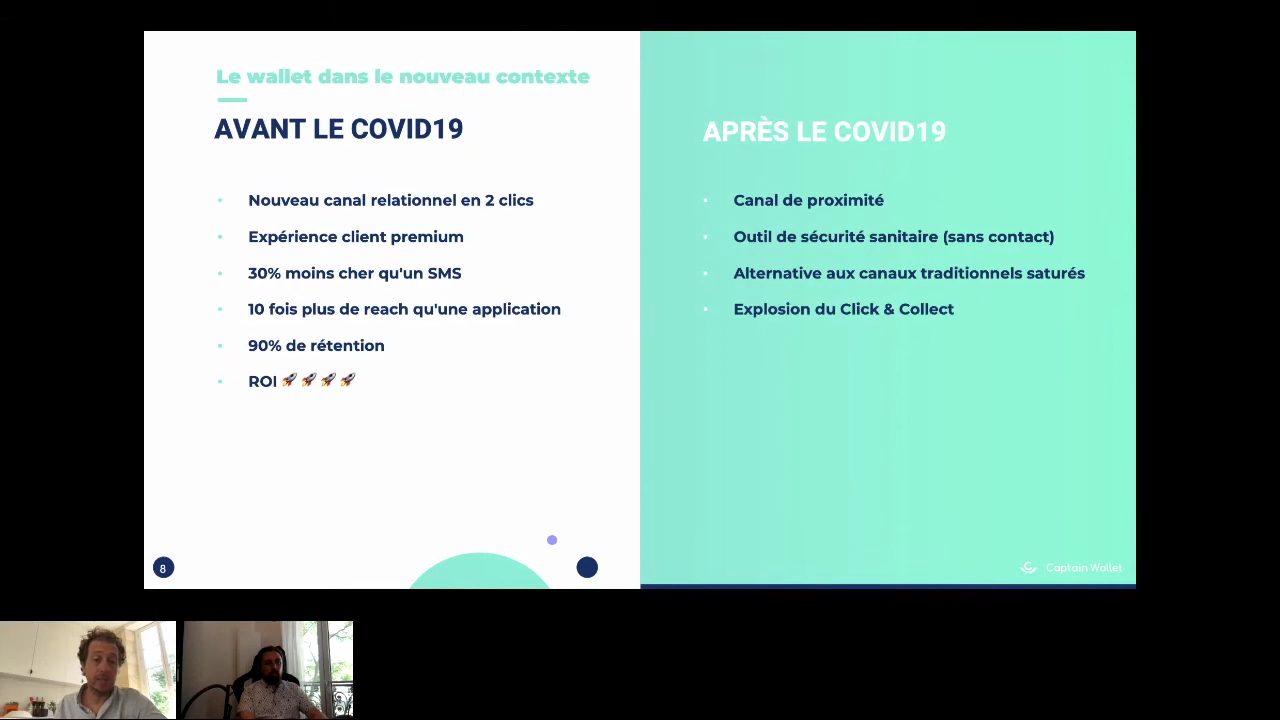 Le wallet dans le nouveau contexte
AVANT LE COVID19
• Nouveau canal relationnel en 2 clics
• Expérience client premium
• 30% moins cher qu'un SMS
• 10 fois plus de reach qu'une application
• 90% de rétention
• ROI 🚀 🚀 🚀 🚀
8
APRÈS LE COVID19
• Canal de proximité
• Outil de sécurité sanitaire (sans contact)
• Alternative aux canaux traditionnels saturés
• Explosion du Click & Collect
Captain Wallet